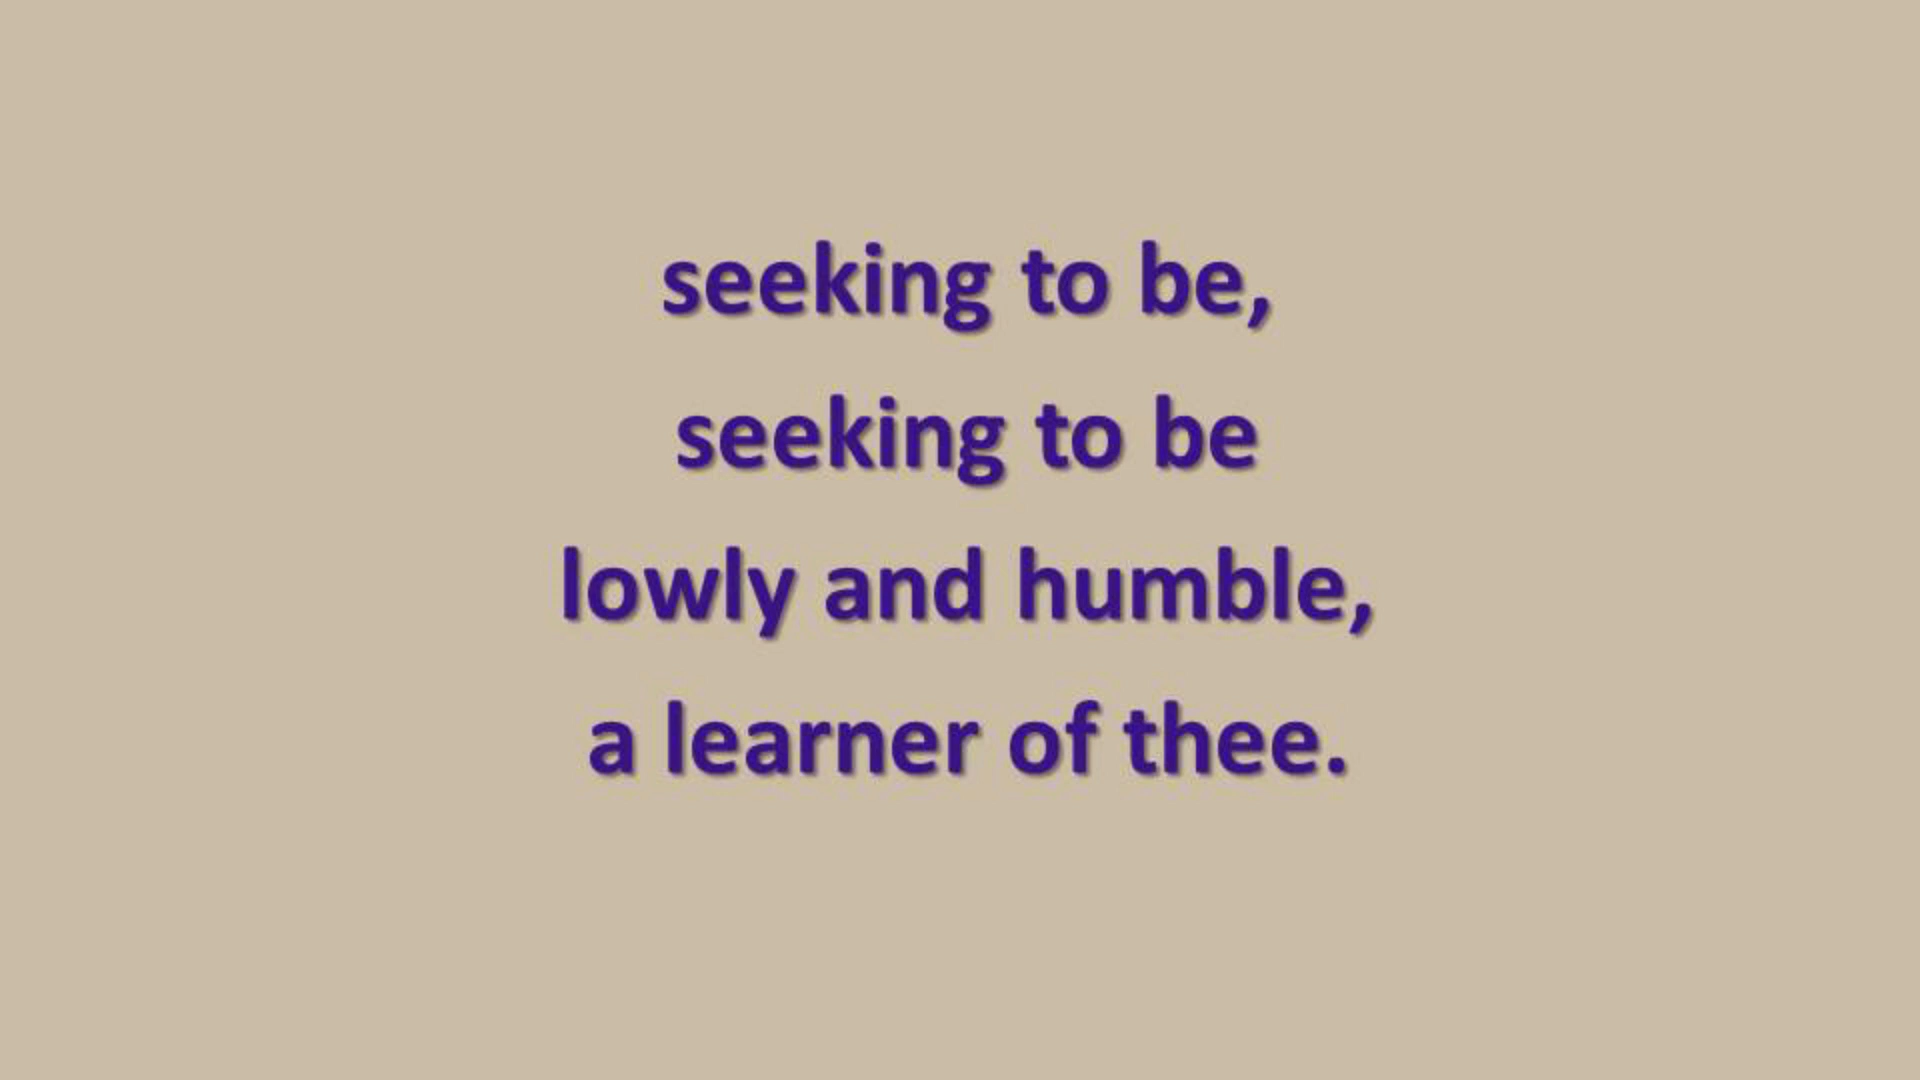 seeking to be,
seeking to be
lowly and humble,
a learner of thee.